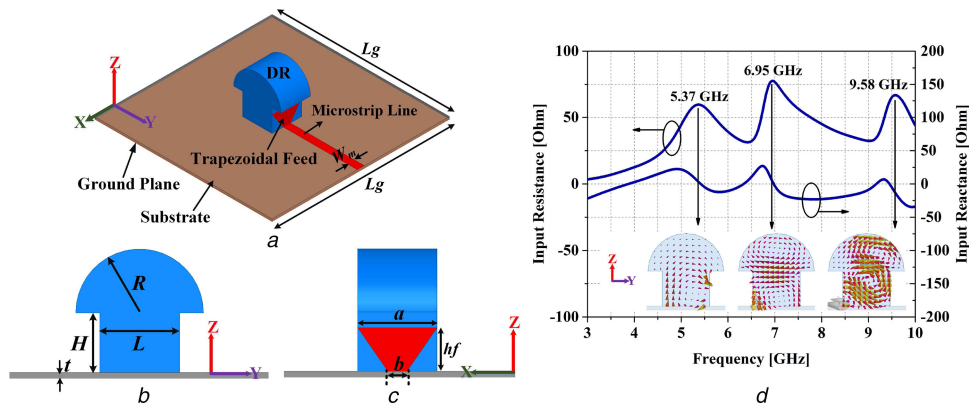 Lg
Z
DR
X
Y
Microstrip Line
Trapezoidal Feed
Wm
Lg
Ground Plane
Substrate
a
R
H
L
t
Z
Y
b
a
hf
b
Z
X
c
Input Resistance [Ohm]
100
50
0
-50
-100
5.37 GHz
6.95 GHz
9.58 GHz
Z
Y
200
150
100
50
0
-50
-100
-150
-200
Input Reactance [Ohm]
3 4 5 6 7 8 9 10
Frequency [GHz]
d